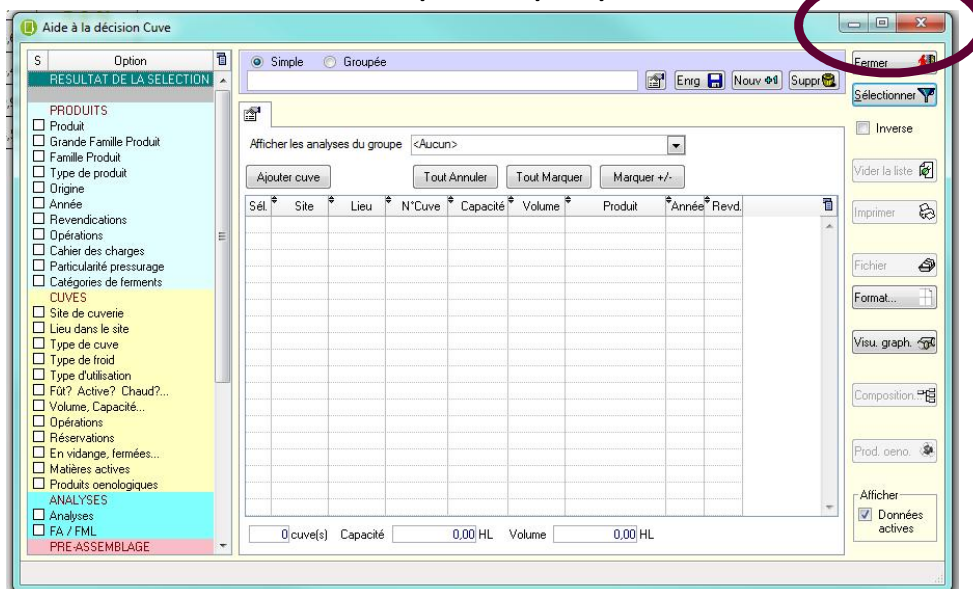 Aide à la décision Cuve
S Option
RESULTAT DE LA SELECTION
PRODUITS
Produit
Grande Famille Produit
Famille Produit
Type de produit
Origine
Année
Revendications
Opérations
Cahier des charges
Particularité pressurage
Catégories de ferments
CUVES
Site de cuverie
Lieu dans le site
Type de cuve
Type de froid
Type d'utilisation
Fût? Active? Chaud?...
Volume, Capacité...
Opérations
Réservations
En vidange, fermées...
Matières actives
Produits oenologiques
ANALYSES
Analyses
FA / FML
PRE-ASSEMBLAGE
Simple Groupée
Enrg Nouv Suppr
Afficher les analyses du groupe <Aucun>
Ajouter cuve Tout Annuler Tout Marquer Marquer +/-
Sél. Site Lieu N°Cuve Capacité Volume Produit Année Revd.
0 cuve(s) Capacité 0,00 HL Volume 0,00 HL
Fermer
Sélectionner
Inverse
Vider la liste
Imprimer
Fichier
Format...
Visu. graph.
Composition
Prod. oeno.
Afficher
Données
actives